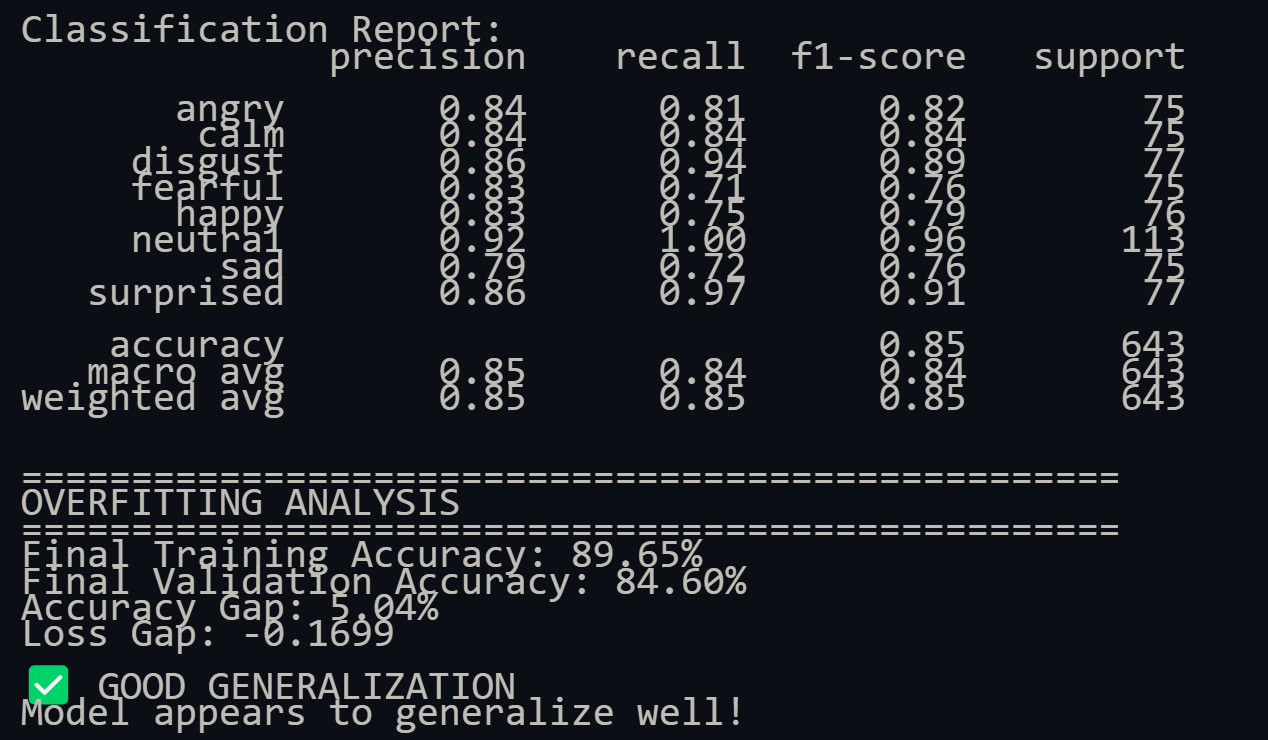 Classification Report:
precision recall f1-score support
angry 0.84 0.81 0.82 75
calm 0.84 0.84 0.84 75
disgust 0.86 0.94 0.89 77
fearful 0.83 0.71 0.76 75
happy 0.83 0.75 0.79 76
neutral 0.92 1.00 0.96 113
sad 0.79 0.72 0.76 75
surprised 0.86 0.97 0.91 77
accuracy 0.85 643
macro avg 0.85 0.84 0.84 643
weighted avg 0.85 0.85 0.85 643
==================================================
OVERFITTING ANALYSIS
==================================================
Final Training Accuracy: 89.65%
Final Validation Accuracy: 84.60%
Accuracy Gap: 5.04%
Loss Gap: -0.1699
✅ GOOD GENERALIZATION
Model appears to generalize well!